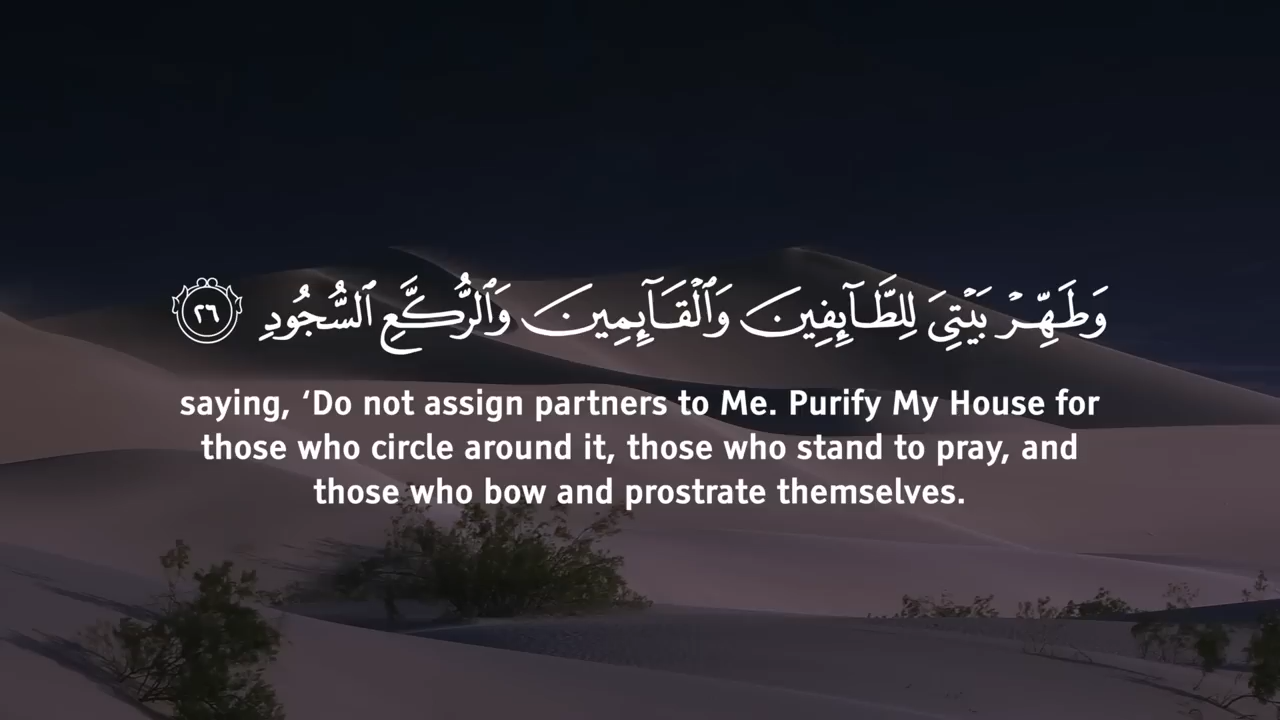 وَطَهِّرۡ بَيۡتِيَ لِلطَّآئِفِينَ وَٱلۡقَآئِمِينَ وَٱلرُّكَّعِ ٱلسُّجُودِ ٢٦
saying, ‘Do not assign partners to Me. Purify My House for
those who circle around it, those who stand to pray, and
those who bow and prostrate themselves.